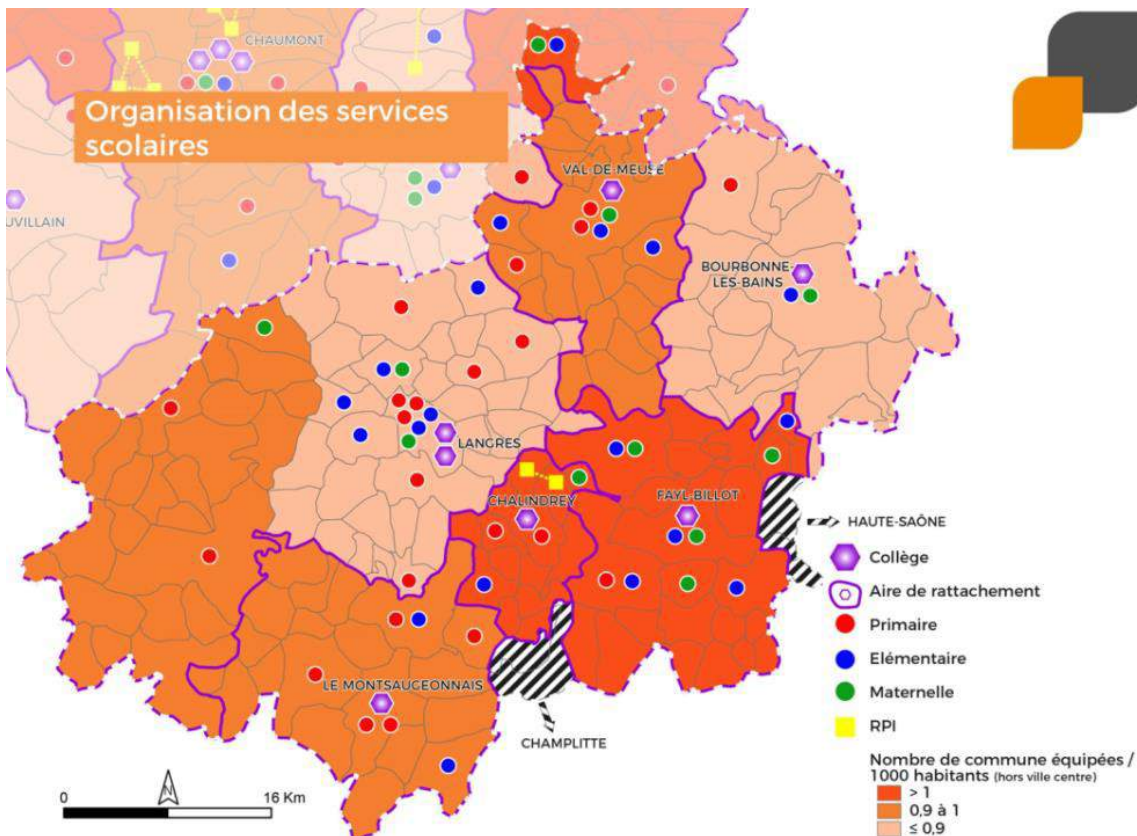 CHAUMONT
Organisation des services
scolaires
VAL-DE-MEUSE
UVILLAIN
BOURBONNE-
LES-BAINS
LANGRES
CHALINDREY
FAYL-BILLOT
HAUTE-SAÔNE
Collège
Aire de rattachement
Primaire
Elémentaire
LE MONTSAUGEONNAIS
Maternelle
RPI
CHAMPLITTE
Nombre de commune équipées /
1000 habitants (hors ville centre)
N
0 16 Km
> 1
0,9 à 1
≤ 0,9